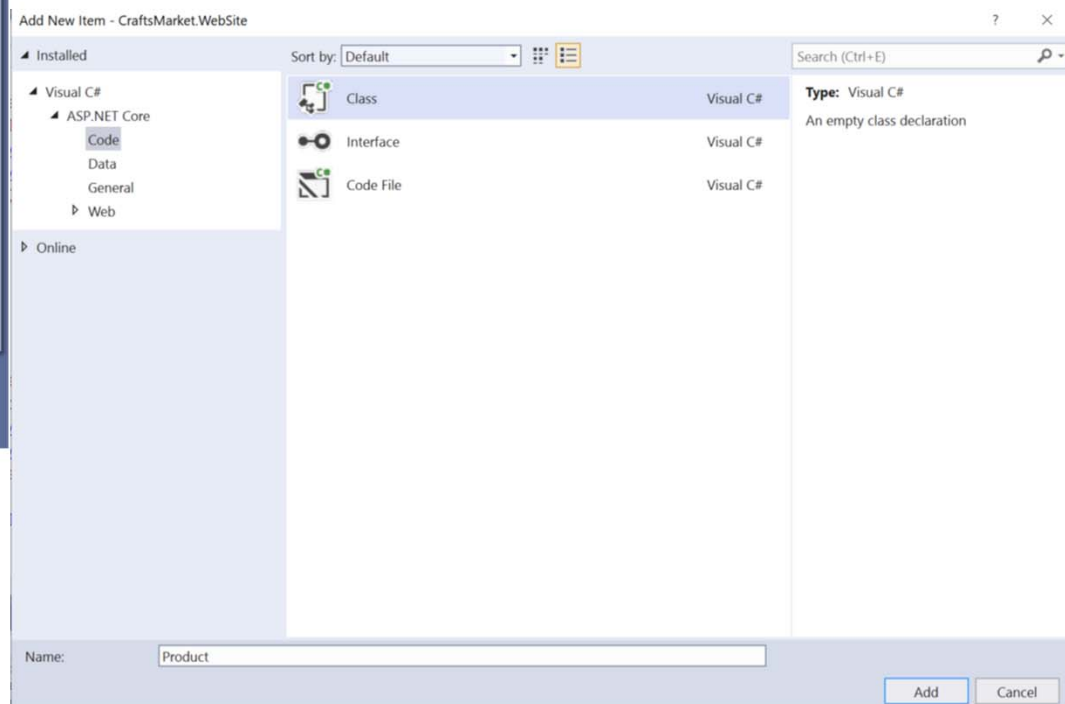 Add New Item - CraftsMarket.WebSite ? ×
Installed
Sort by: Default
Search (Ctrl+E)
Visual C#
ASP.NET Core
Code
Data
General
Web
Online
Class Visual C#
Interface Visual C#
Code File Visual C#
Type: Visual C#
An empty class declaration
Name: Product
Add Cancel